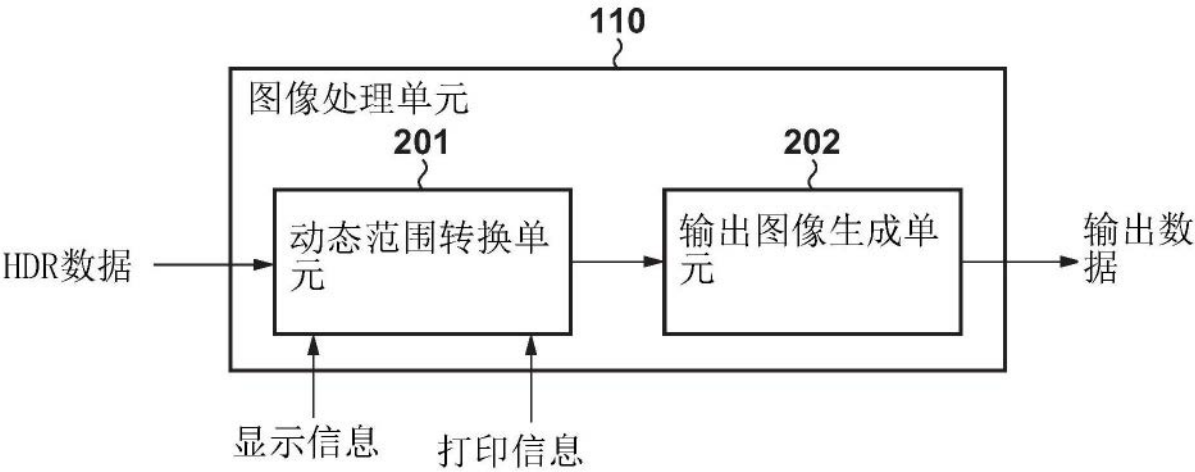 110
图像处理单元
201
202
动态范围转换单
元
输出图像生成单
元
HDR数据
输出数
据
显示信息
打印信息